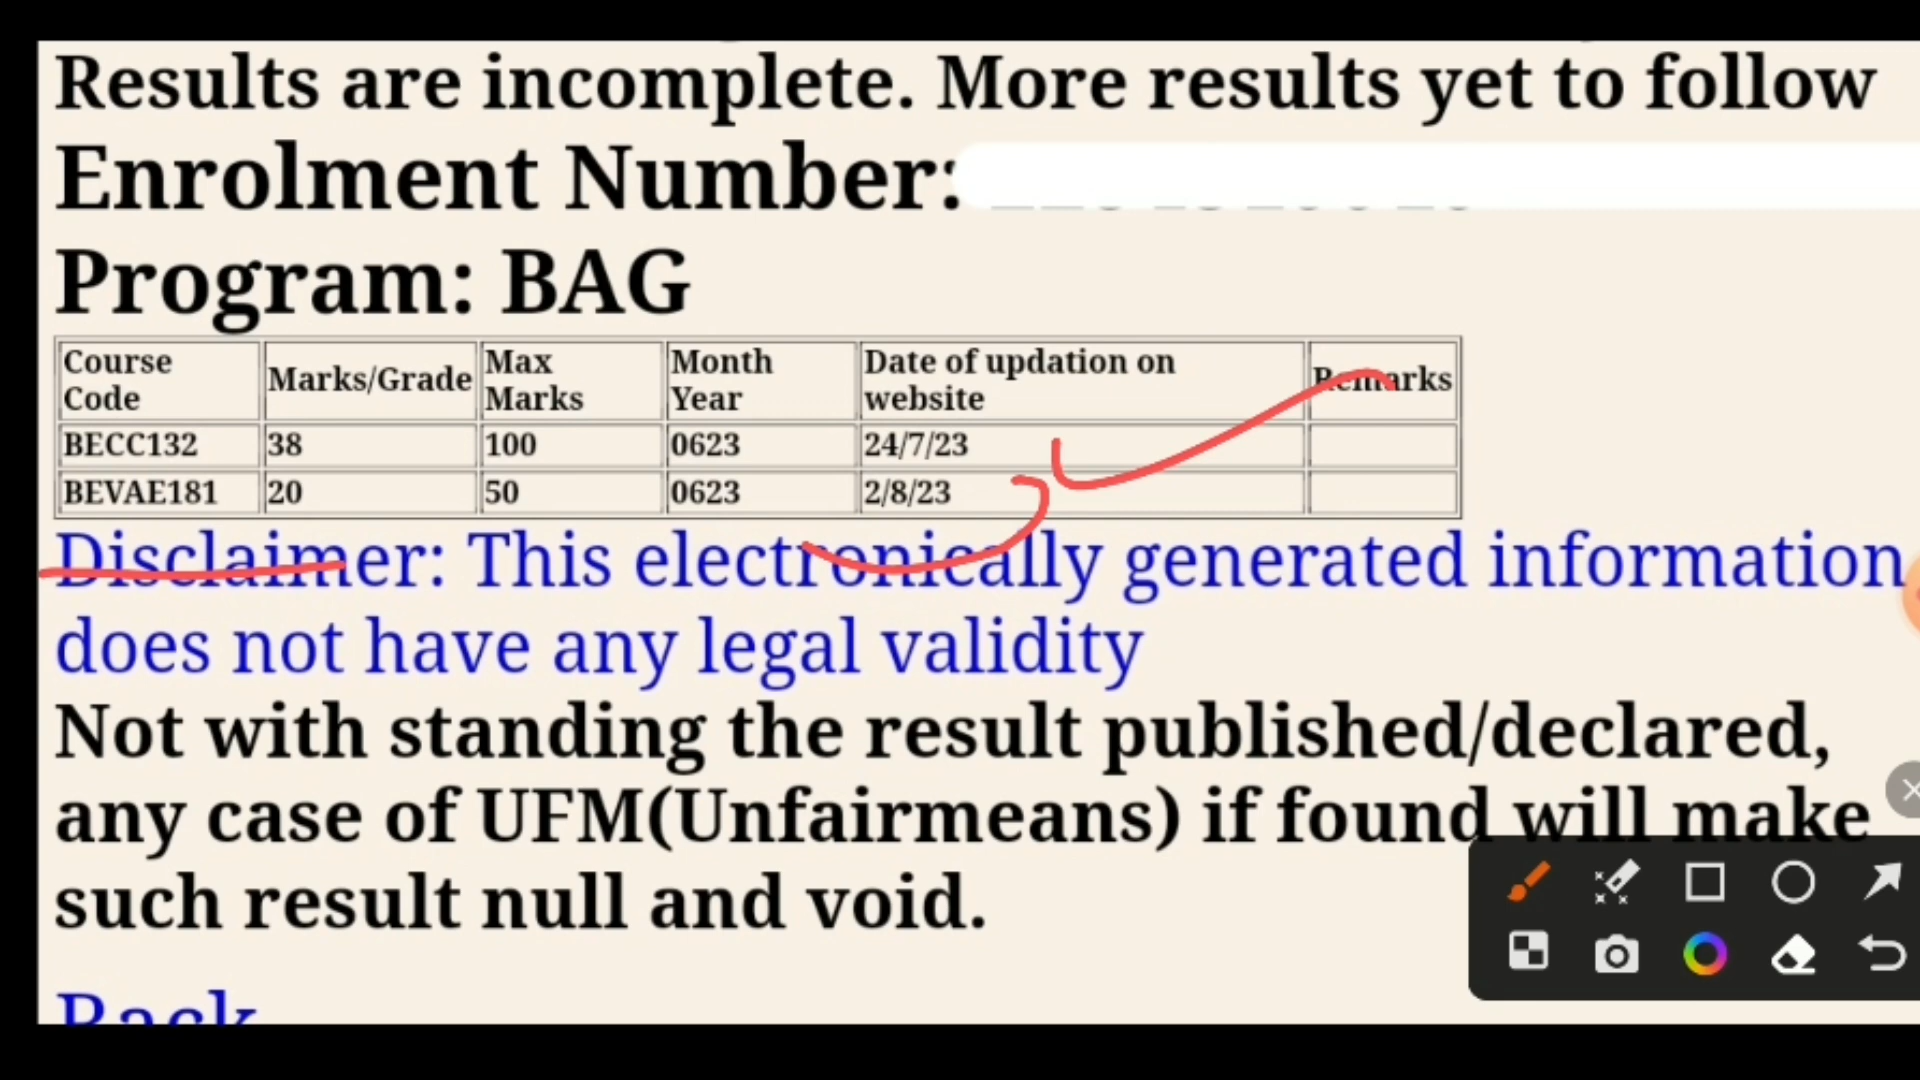 Results are incomplete. More results yet to follow
Enrolment Number:
Program: BAG
Course Code Marks/Grade Max Marks Month Year Date of updation on website Remarks
BECC132 38 100 0623 24/7/23
BEVAE181 20 50 0623 2/8/23
Disclaimer: This electronically generated information
does not have any legal validity
Not with standing the result published/declared,
any case of UFM(Unfairmeans) if found will make
such result null and void.
Back